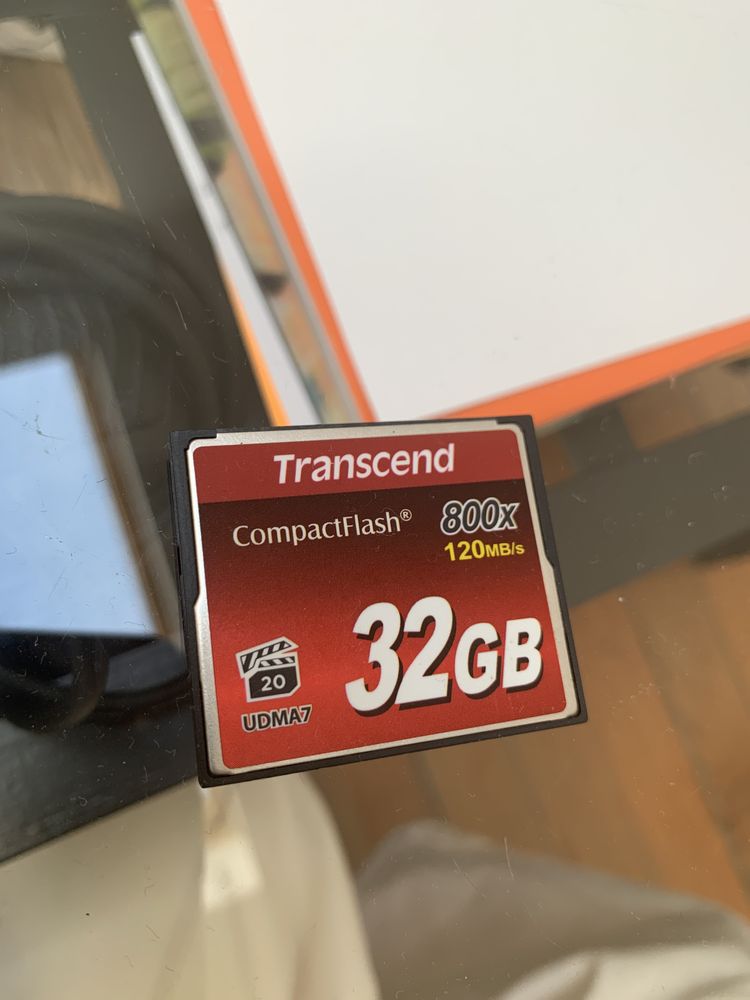 Transcend
CompactFlash®
800x
120MB/s
32GB
20
UDMA7